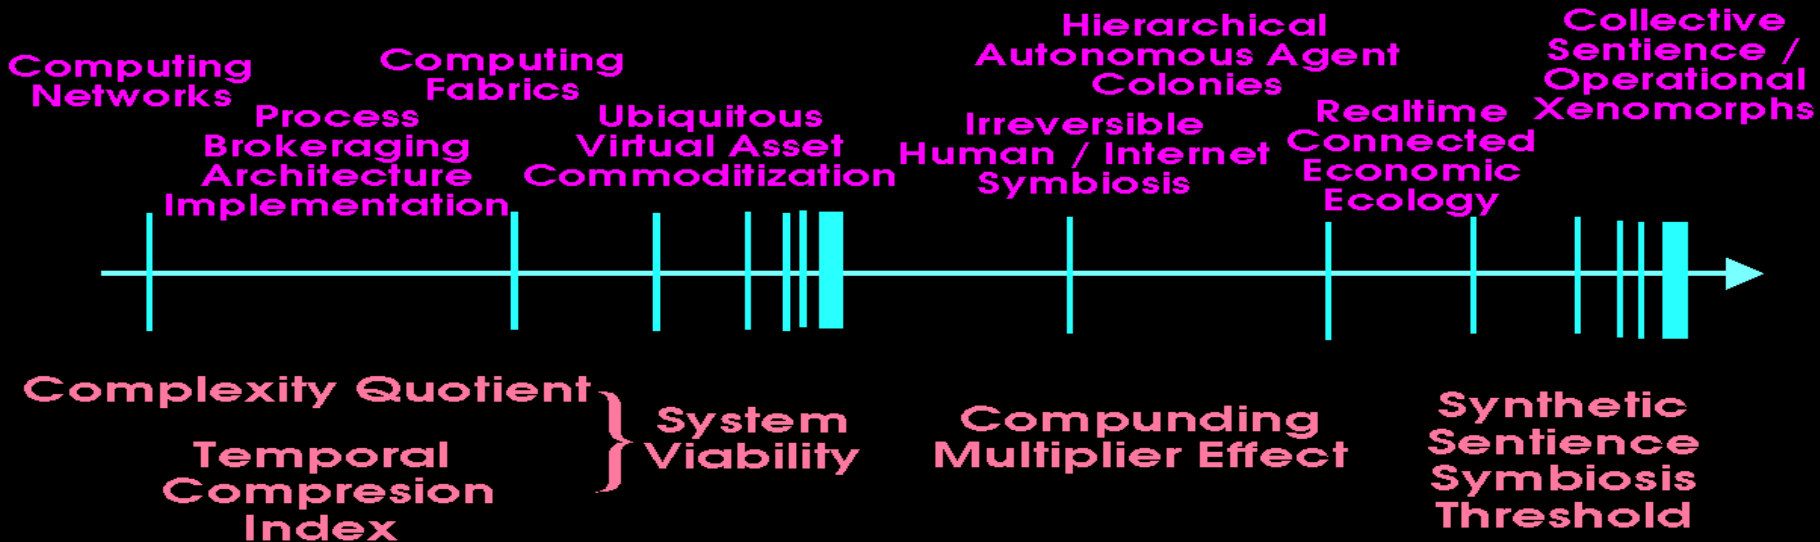 Computing
Networks
Process
Brokeraging
Architecture
Implementation
Computing
Fabrics
Ubiquitous
Virtual Asset
Commoditization
Irreversible
Human / Internet
Symbiosis
Hierarchical
Autonomous Agent
Colonies
Realtime
Connected
Economic
Ecology
Collective
Sentience /
Operational
Xenomorphs
Complexity Quotient
Temporal
Compresion
Index
System
Viability
Compunding
Multiplier Effect
Synthetic
Sentience
Symbiosis
Threshold